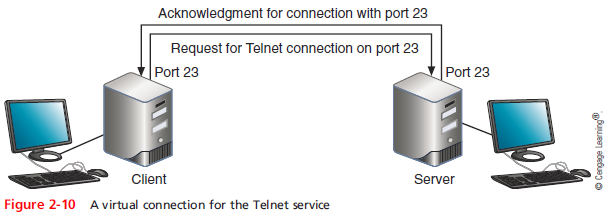 Acknowledgment for connection with port 23
Request for Telnet connection on port 23
Port 23
Port 23
Client
Server
© Cengage Learning®.
Figure 2-10 A virtual connection for the Telnet service